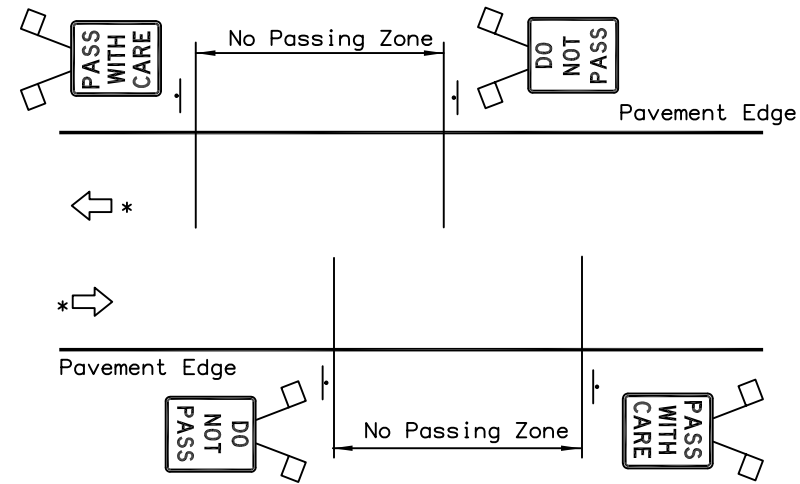 PASS
WITH
CARE
No Passing Zone
DO
NOT
PASS
Pavement Edge
*
*
Pavement Edge
DO
NOT
PASS
No Passing Zone
PASS
WITH
CARE